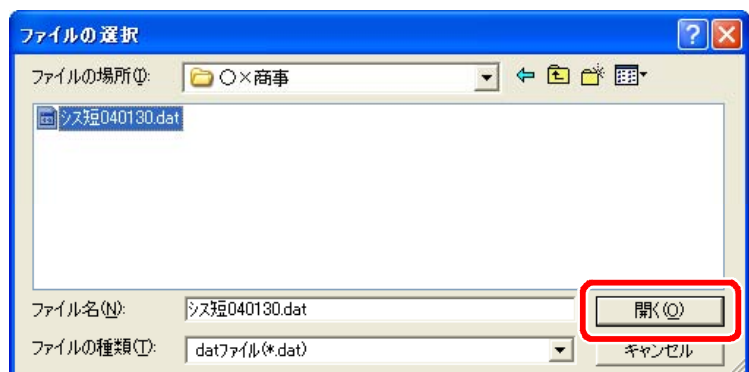 ファイルの選択
ファイルの場所(I): ○×商事
シス短040130.dat
ファイル名(N): シス短040130.dat 開く(O)
ファイルの種類(T): datファイル(*.dat) キャンセル